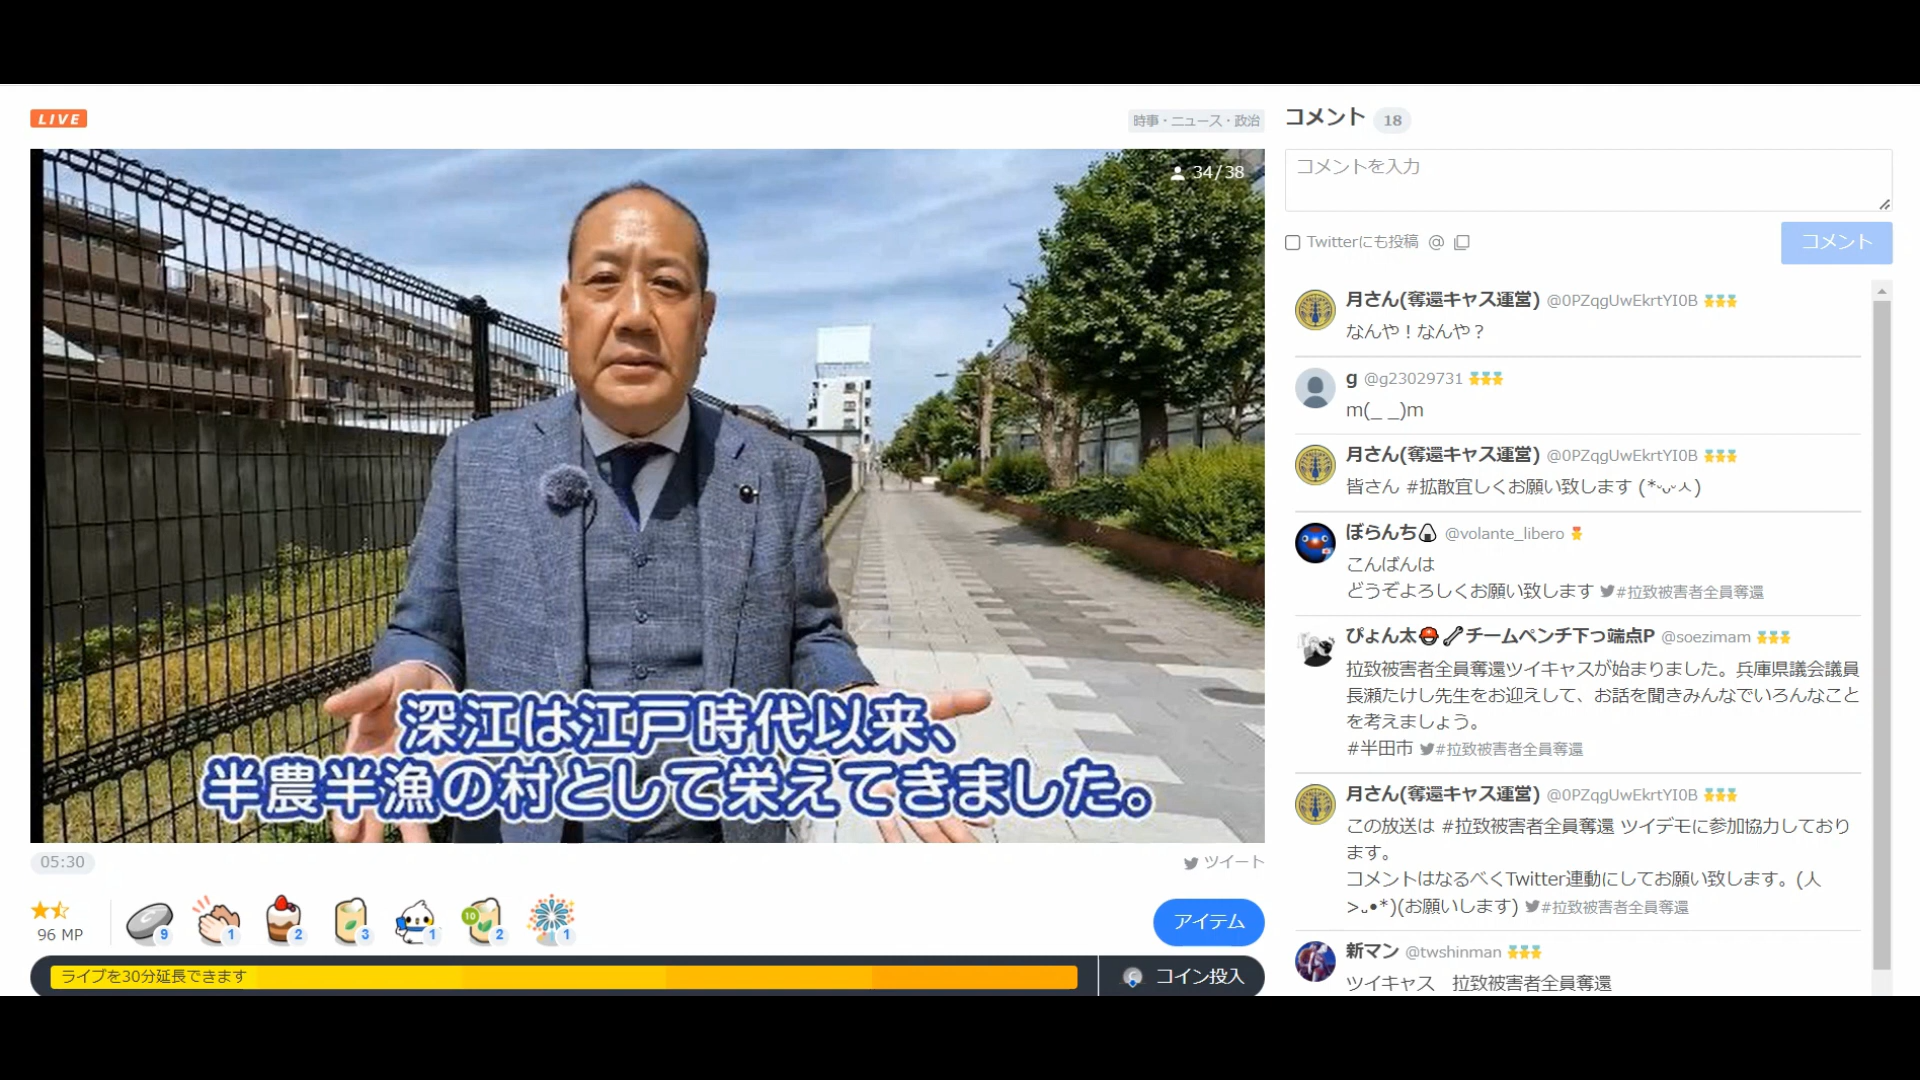 LIVE
時事・ニュース・政治
34/38
深江は江戸時代以来、
半農半漁の村として栄えてきました。
05:30
ツイート
96 MP
9
1
2
3
1
10
2
1
アイテム
ライブを30分延長できます
コイン投入
コメント 18
コメントを入力
Twitterにも投稿 @
コメント
月さん(奪還キャス運営) @0PZqgUwEkrtYI0B
なんや！なんや？
g @g23029731
m(_ _)m
月さん(奪還キャス運営) @0PZqgUwEkrtYI0B
皆さん #拡散宜しくお願い致します (*ᵕᴗᵕ人)
ぼらんち🍙 @volante_libero
こんばんは
どうぞよろしくお願い致します #拉致被害者全員奪還
ぴょん太⛑🔧チームペンチ下っ端点P @soezimam
拉致被害者全員奪還ツイキャスが始まりました。兵庫県議会議員
長瀬たけし先生をお迎えして、お話を聞きみんなでいろんなこと
を考えましょう。
#半田市 #拉致被害者全員奪還
月さん(奪還キャス運営) @0PZqgUwEkrtYI0B
この放送は #拉致被害者全員奪還 ツイデモに参加協力しており
ます。
コメントはなるべくTwitter連動にしてお願い致します。(人
>ᴗ•*)(お願いします) #拉致被害者全員奪還
新マン @twshinman
ツイキャス　拉致被害者全員奪還